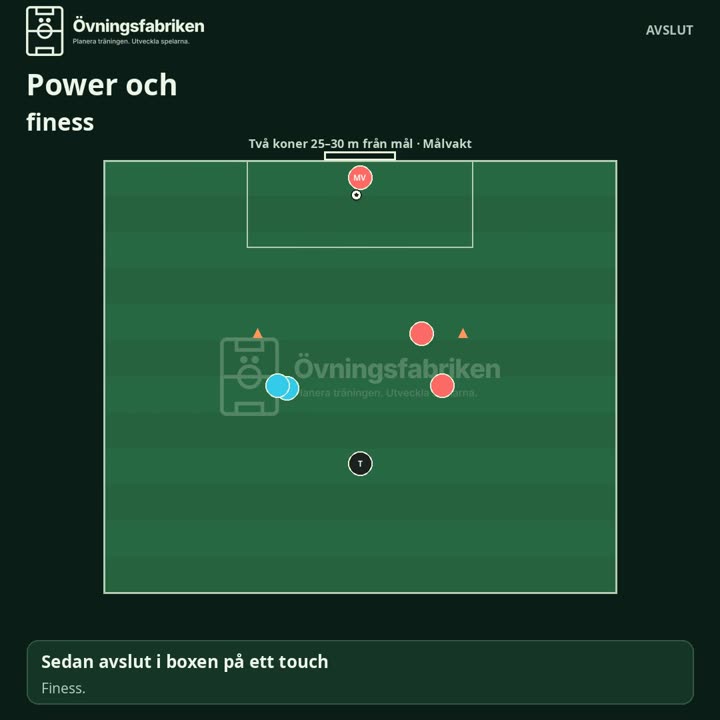 Övningsfabriken
Planera träningen. Utveckla spelarna.
AVSLUT
Power och
finess
Två koner 25–30 m från mål · Målvakt
MV
Övningsfabriken
lanera träningen. Utveckla spelarna.
T
Sedan avslut i boxen på ett touch
Finess.